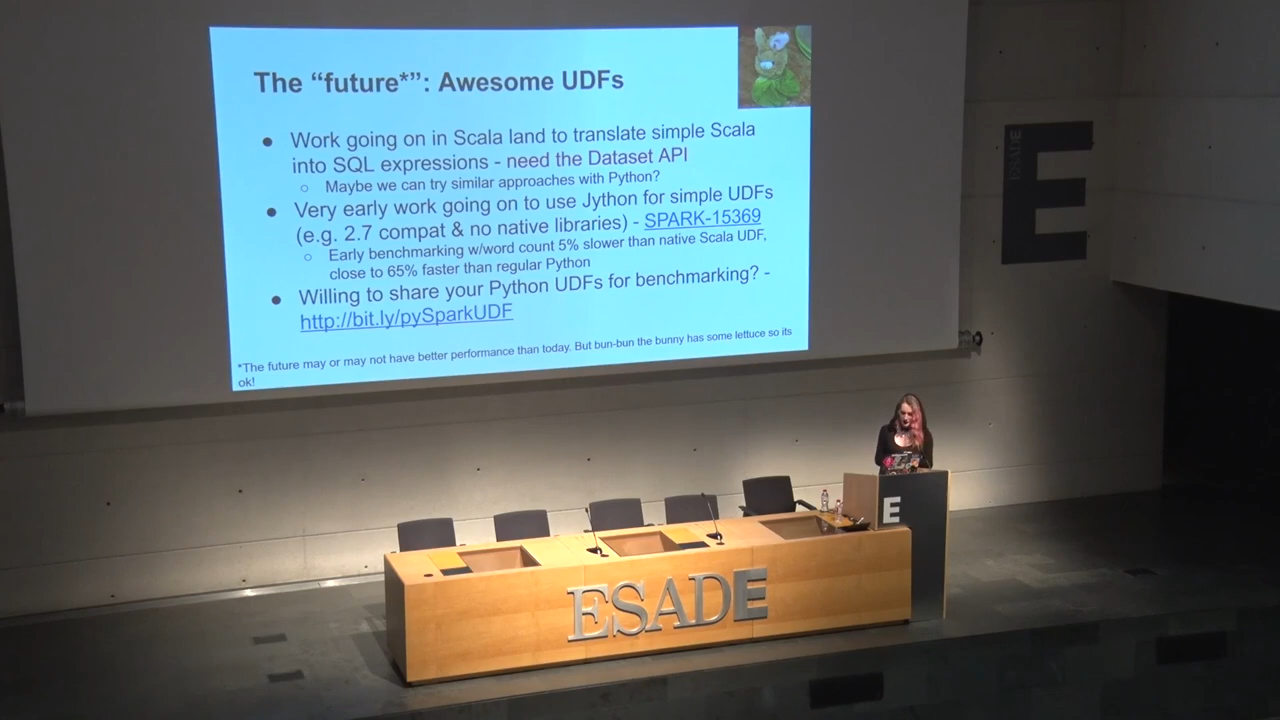 The “future*”: Awesome UDFs
● Work going on in Scala land to translate simple Scala
into SQL expressions - need the Dataset API
○ Maybe we can try similar approaches with Python?
● Very early work going on to use Jython for simple UDFs
(e.g. 2.7 compat & no native libraries) - SPARK-15369
○ Early benchmarking w/word count 5% slower than native Scala UDF,
close to 65% faster than regular Python
● Willing to share your Python UDFs for benchmarking? -
http://bit.ly/pySparkUDF
*The future may or may not have better performance than today. But bun-bun the bunny has some lettuce so its
ok!
ESADE
E
E
ESADE